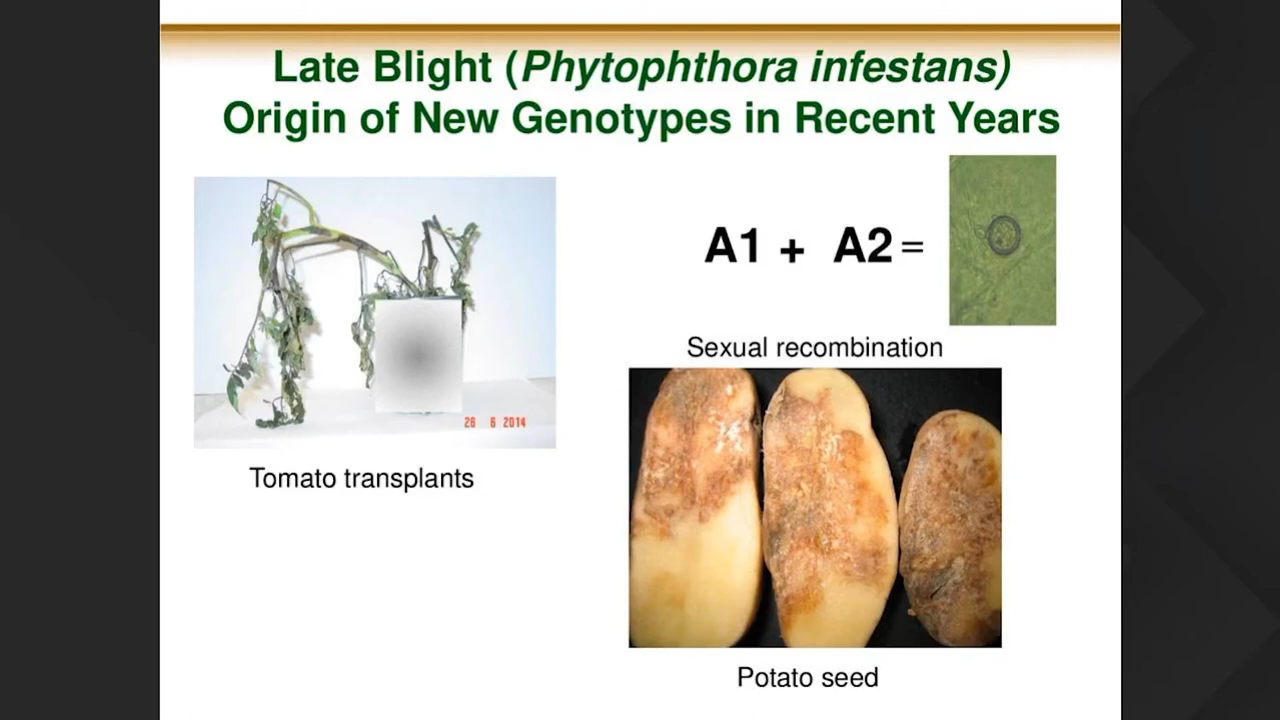 Late Blight (Phytophthora infestans)
Origin of New Genotypes in Recent Years
A1 + A2 =
Sexual recombination
26 6 2014
Tomato transplants
Potato seed